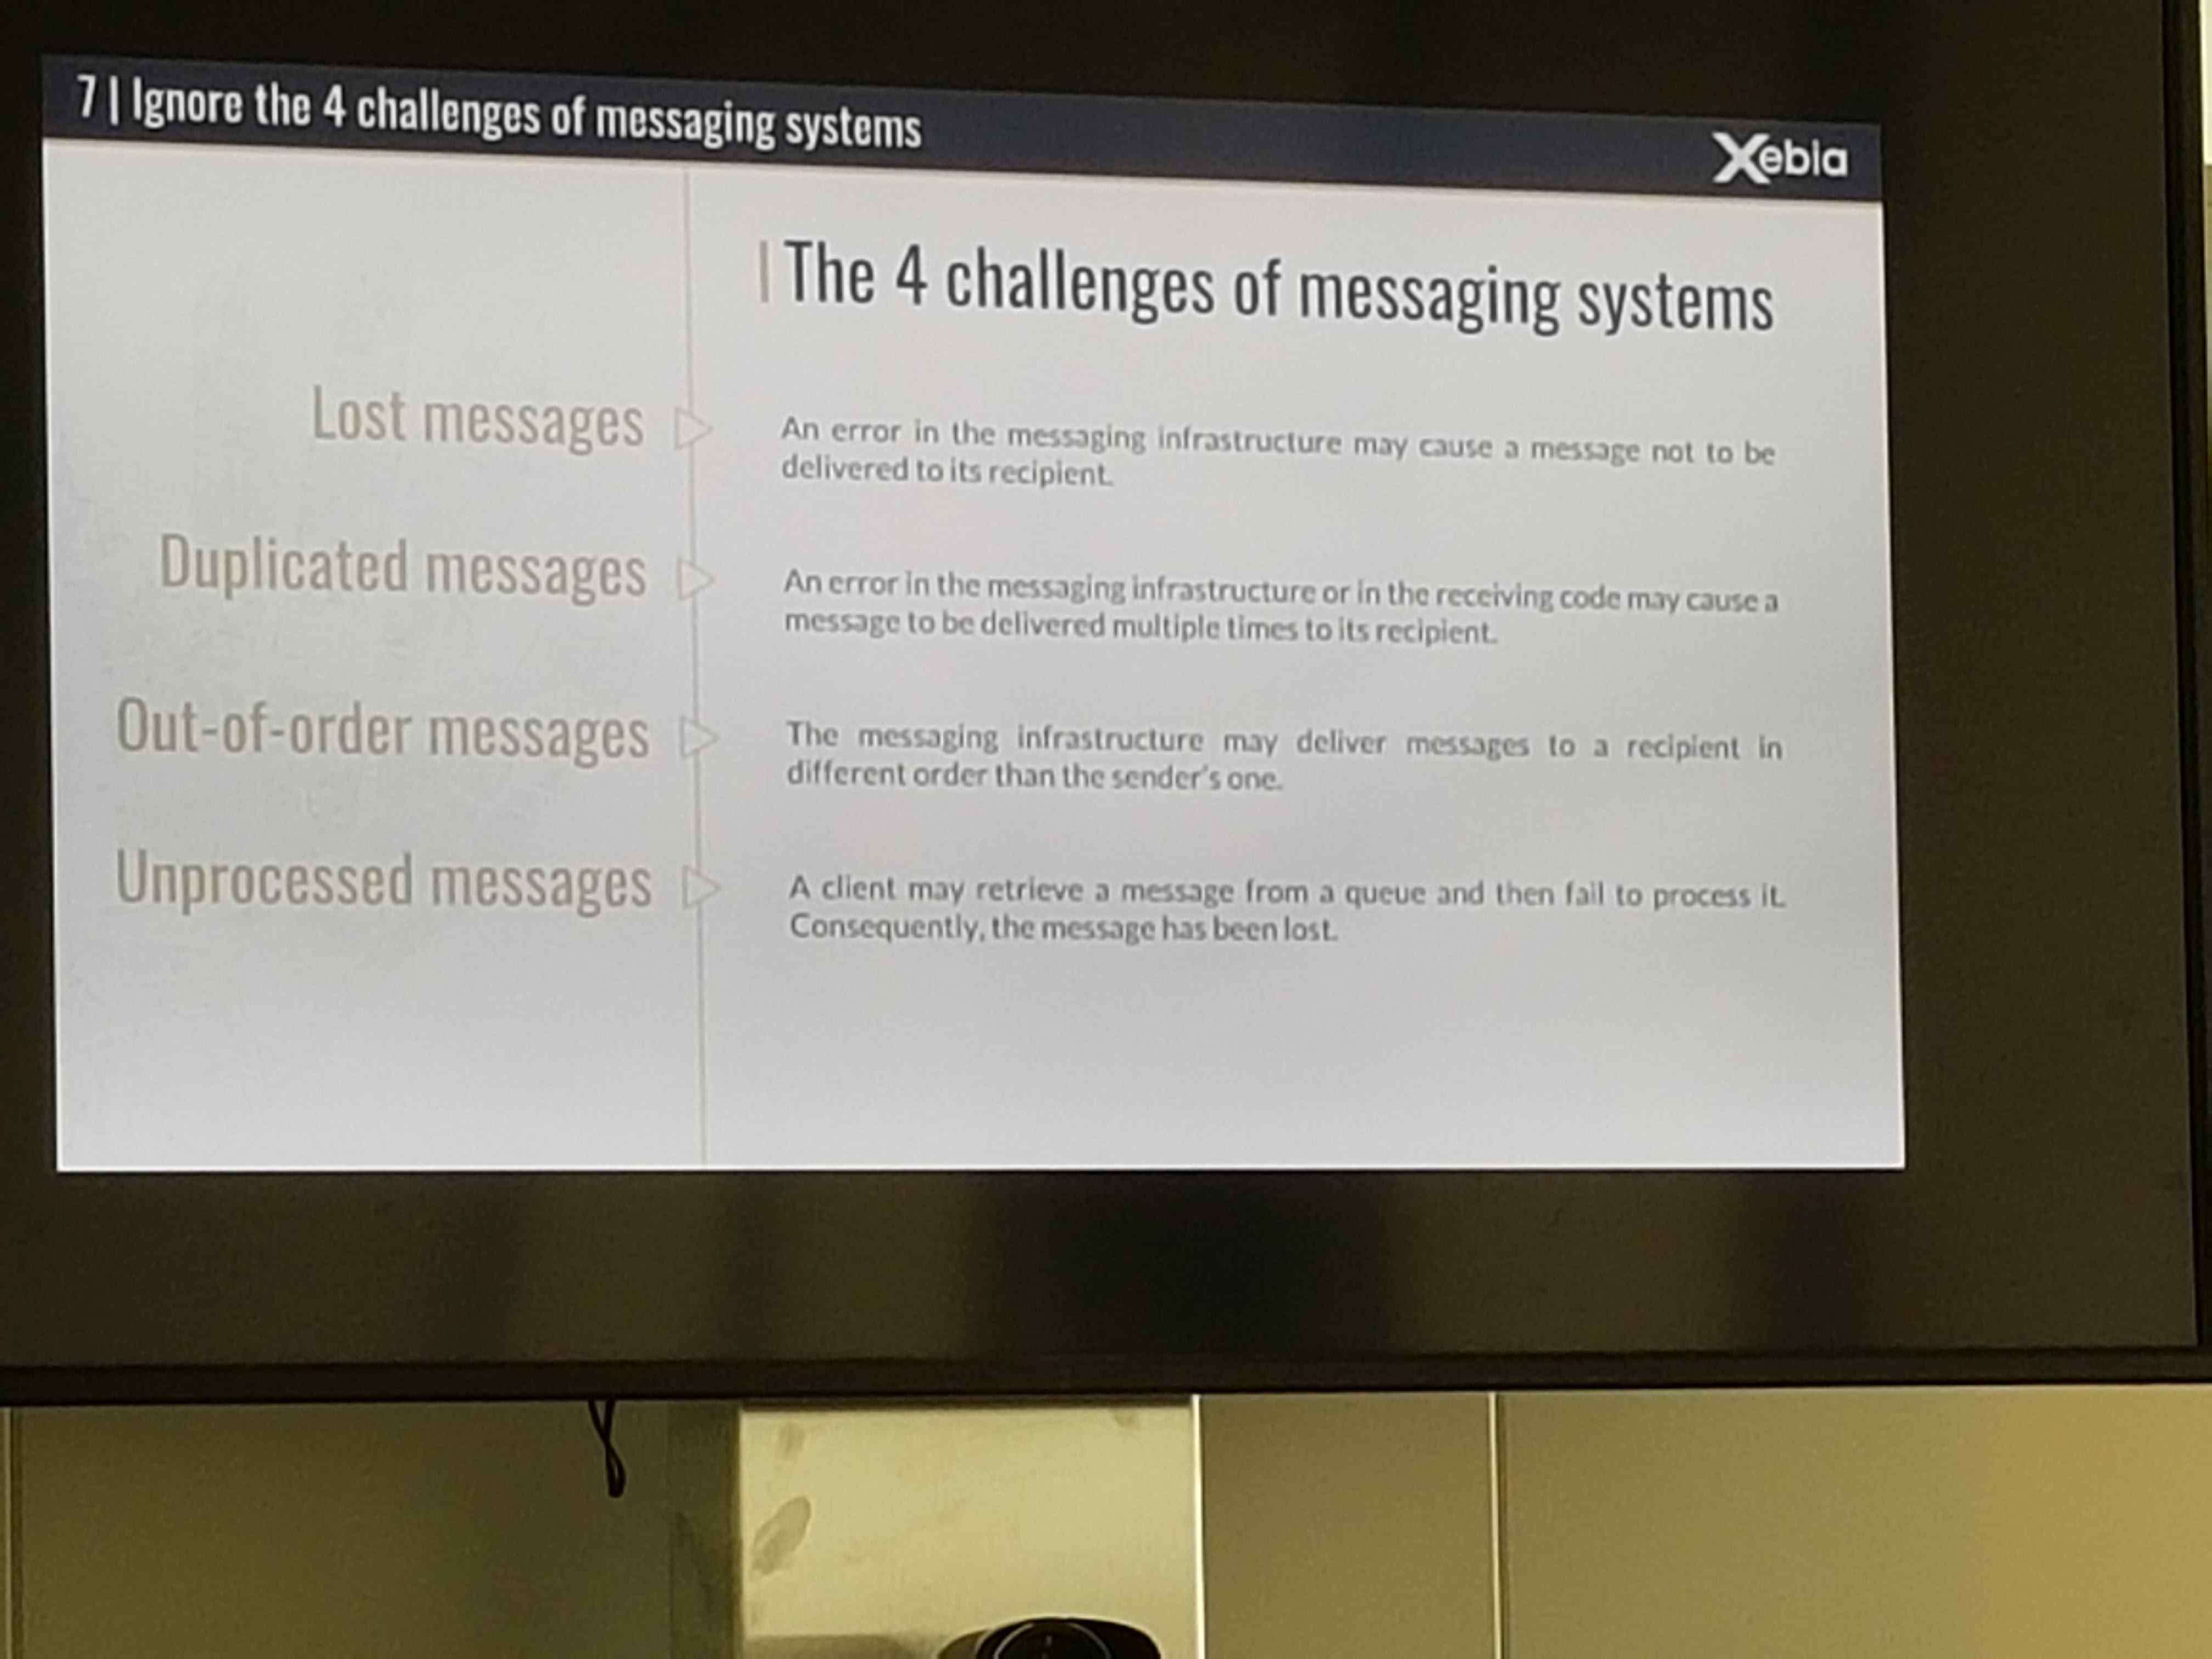 7 | Ignore the 4 challenges of messaging systems
Xebia
The 4 challenges of messaging systems
Lost messages
An error in the messaging infrastructure may cause a message not to be
delivered to its recipient.
Duplicated messages
An error in the messaging infrastructure or in the receiving code may cause a
message to be delivered multiple times to its recipient.
Out-of-order messages
The messaging infrastructure may deliver messages to a recipient in
different order than the sender's one.
Unprocessed messages
A client may retrieve a message from a queue and then fail to process it.
Consequently, the message has been lost.